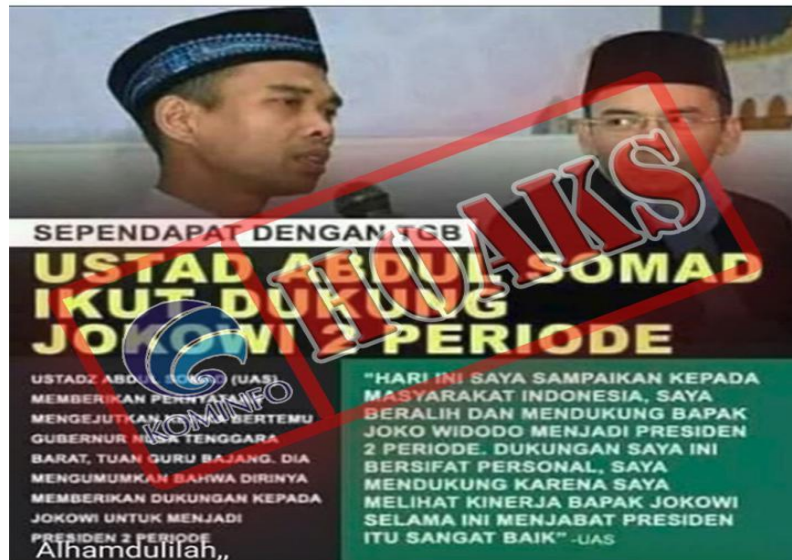 SEPENDAPAT DENGAN TGB
USTAD ABDUL SOMAD
IKUT DUKUNG
JOKOWI 2 PERIODE
HOAKS
KOMINFO
USTADZ ABDUL SOMAD (UAS)
MEMBERIKAN PERNYATAAN
MENGEJUTKAN BERTEMU
GUBERNUR NUSA TENGGARA
BARAT, TUAN GURU BAJANG. DIA
MENGUMUMKAN BAHWA DIRINYA
MEMBERIKAN DUKUNGAN KEPADA
JOKOWI UNTUK MENJADI
PRESIDEN 2 PERIODE
"HARI INI SAYA SAMPAIKAN KEPADA
MASYARAKAT INDONESIA, SAYA
BERALIH DAN MENDUKUNG BAPAK
JOKO WIDODO MENJADI PRESIDEN
2 PERIODE. DUKUNGAN SAYA INI
BERSIFAT PERSONAL, SAYA
MENDUKUNG KARENA SAYA
MELIHAT KINERJA BAPAK JOKOWI
SELAMA INI MENJABAT PRESIDEN
ITU SANGAT BAIK" -UAS
Alhamdulilah,,